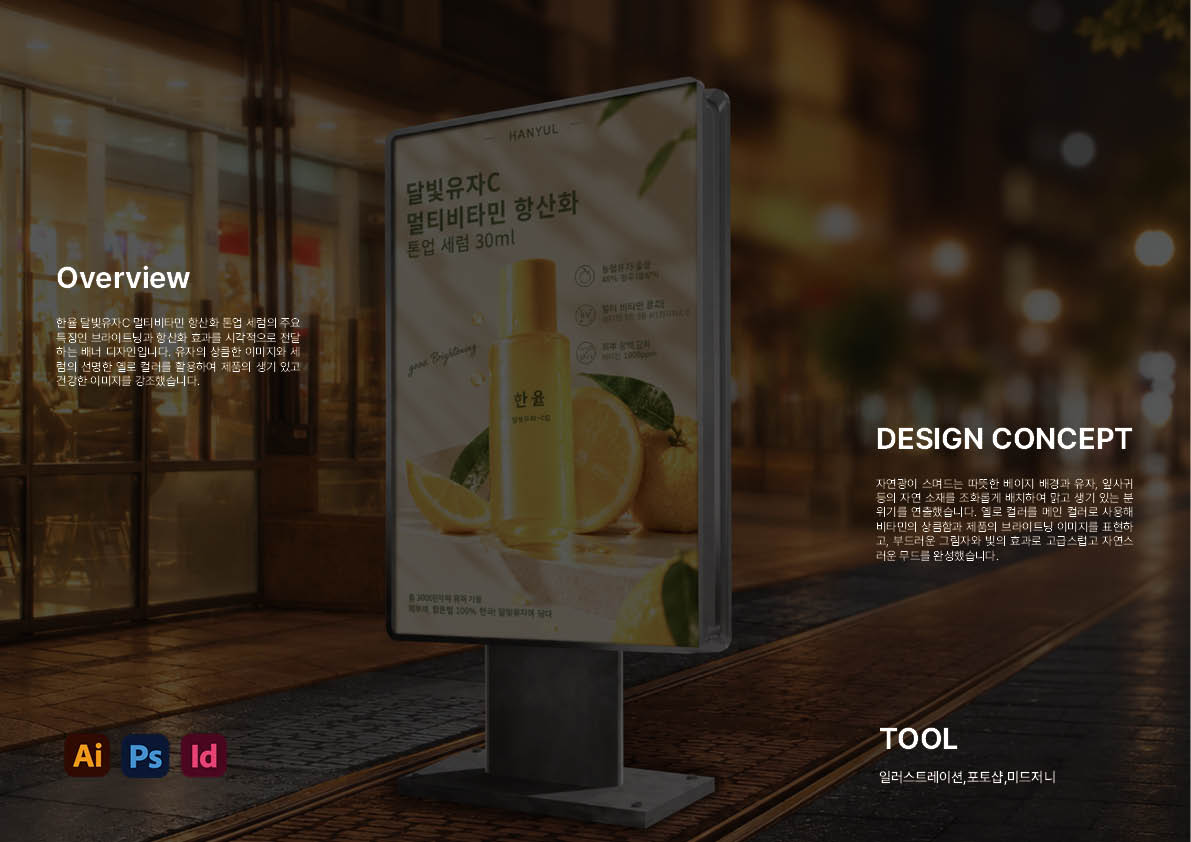 HANYUL
달빛유자C
멀티비타민 항산화
톤업 세럼 30ml
멀티 비타민 콤플
good Brightening
한율
Overview
한율 달빛유자C 멀티비타민 항산화 톤업 세럼의 주요
특징인 브라이트닝과 항산화 효과를 시각적으로 전달
하는 배너 디자인입니다. 유자의 상큼한 이미지와 세
럼의 선명한 옐로 컬러를 활용하여 제품의 생기 있고
건강한 이미지를 강조했습니다.
DESIGN CONCEPT
자연광이 스며드는 따뜻한 베이지 배경과 유자, 잎사귀
등의 자연 소재를 조화롭게 배치하여 맑고 생기 있는 분
위기를 연출했습니다. 옐로 컬러를 메인 컬러로 사용해
비타민의 상큼함과 제품의 브라이트닝 이미지를 표현하
고, 부드러운 그림자와 빛의 효과로 고급스럽고 자연스
러운 무드를 완성했습니다.
Ai Ps Id
TOOL
일러스트레이션,포토샵,미드저니